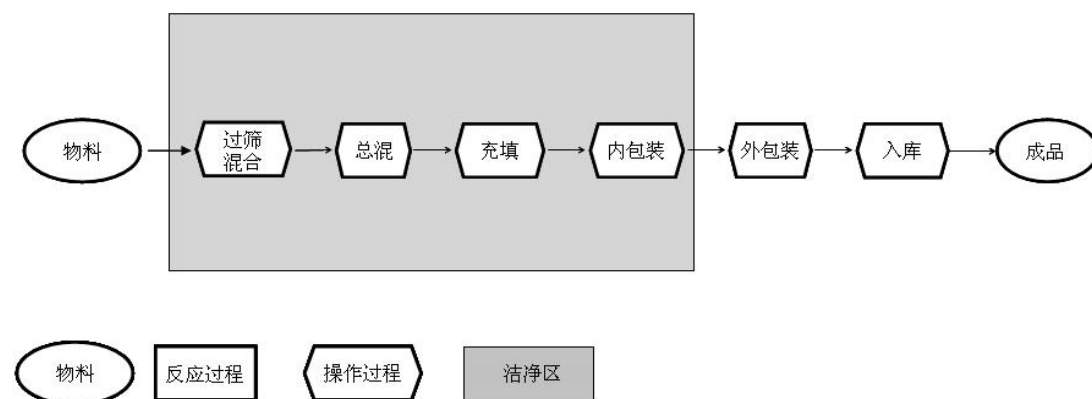 物料
过筛
混合
总混
充填
内包装
外包装
入库
成品
物料
反应过程
操作过程
洁净区